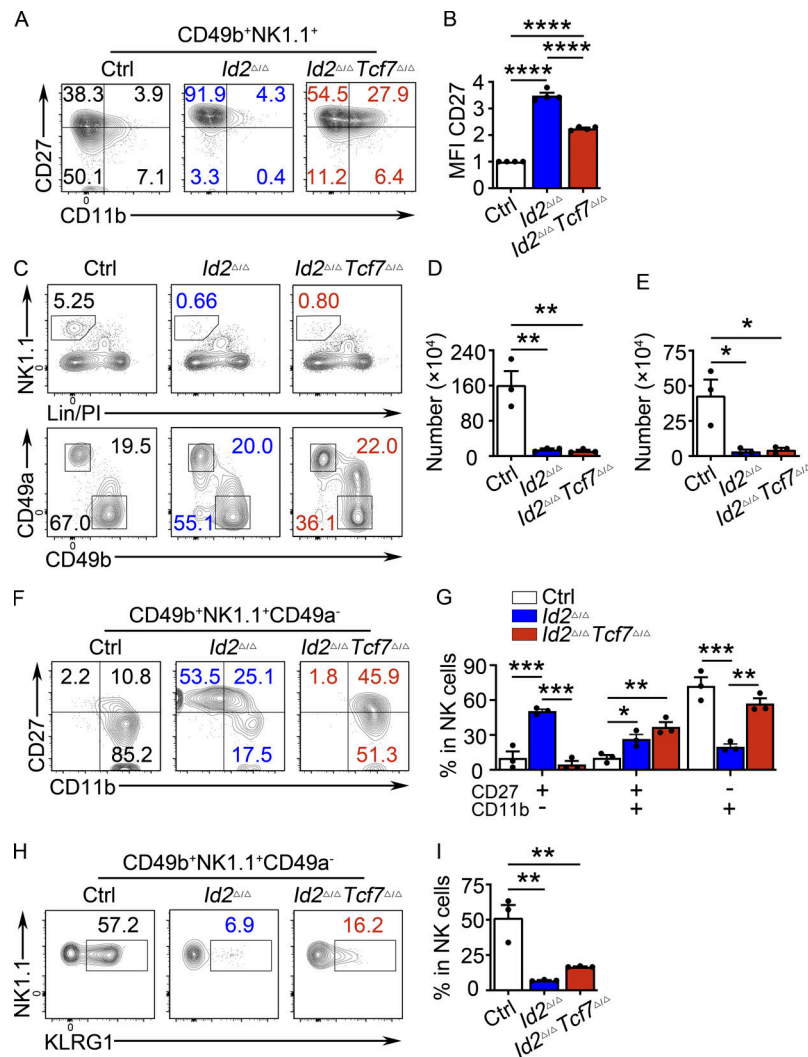 A
CD49b⁺NK1.1⁺
Ctrl
Id2△/△
Id2△/△ Tcf7△/△
38.3
3.9
50.1
7.1
91.9
4.3
3.3
0.4
54.5
27.9
11.2
6.4
CD27
0
CD11b
B
****
****
****
MFI CD27
4
3
2
1
0
Ctrl
Id2△/△
Id2△/△ Tcf7△/△
C
Ctrl
Id2△/△
Id2△/△ Tcf7△/△
5.25
0.66
0.80
NK1.1
0
Lin/PI
19.5
67.0
20.0
55.1
22.0
36.1
CD49a
0
CD49b
D
**
**
Number (×10⁴)
240
160
80
0
Ctrl
Id2△/△
Id2△/△ Tcf7△/△
E
*
*
Number (×10⁴)
75
50
25
0
Ctrl
Id2△/△
Id2△/△ Tcf7△/△
F
CD49b⁺NK1.1⁺CD49a⁻
Ctrl
Id2△/△
Id2△/△ Tcf7△/△
2.2
10.8
85.2
53.5
25.1
17.5
1.8
45.9
51.3
CD27
0
CD11b
G
Ctrl
Id2△/△
Id2△/△ Tcf7△/△
***
***
*
**
***
**
% in NK cells
90
60
30
0
CD27 + + -
CD11b - + +
H
CD49b⁺NK1.1⁺CD49a⁻
Ctrl
Id2△/△
Id2△/△ Tcf7△/△
57.2
6.9
16.2
NK1.1
0
0
KLRG1
I
**
**
% in NK cells
75
50
25
0
Ctrl
Id2△/△
Id2△/△ Tcf7△/△